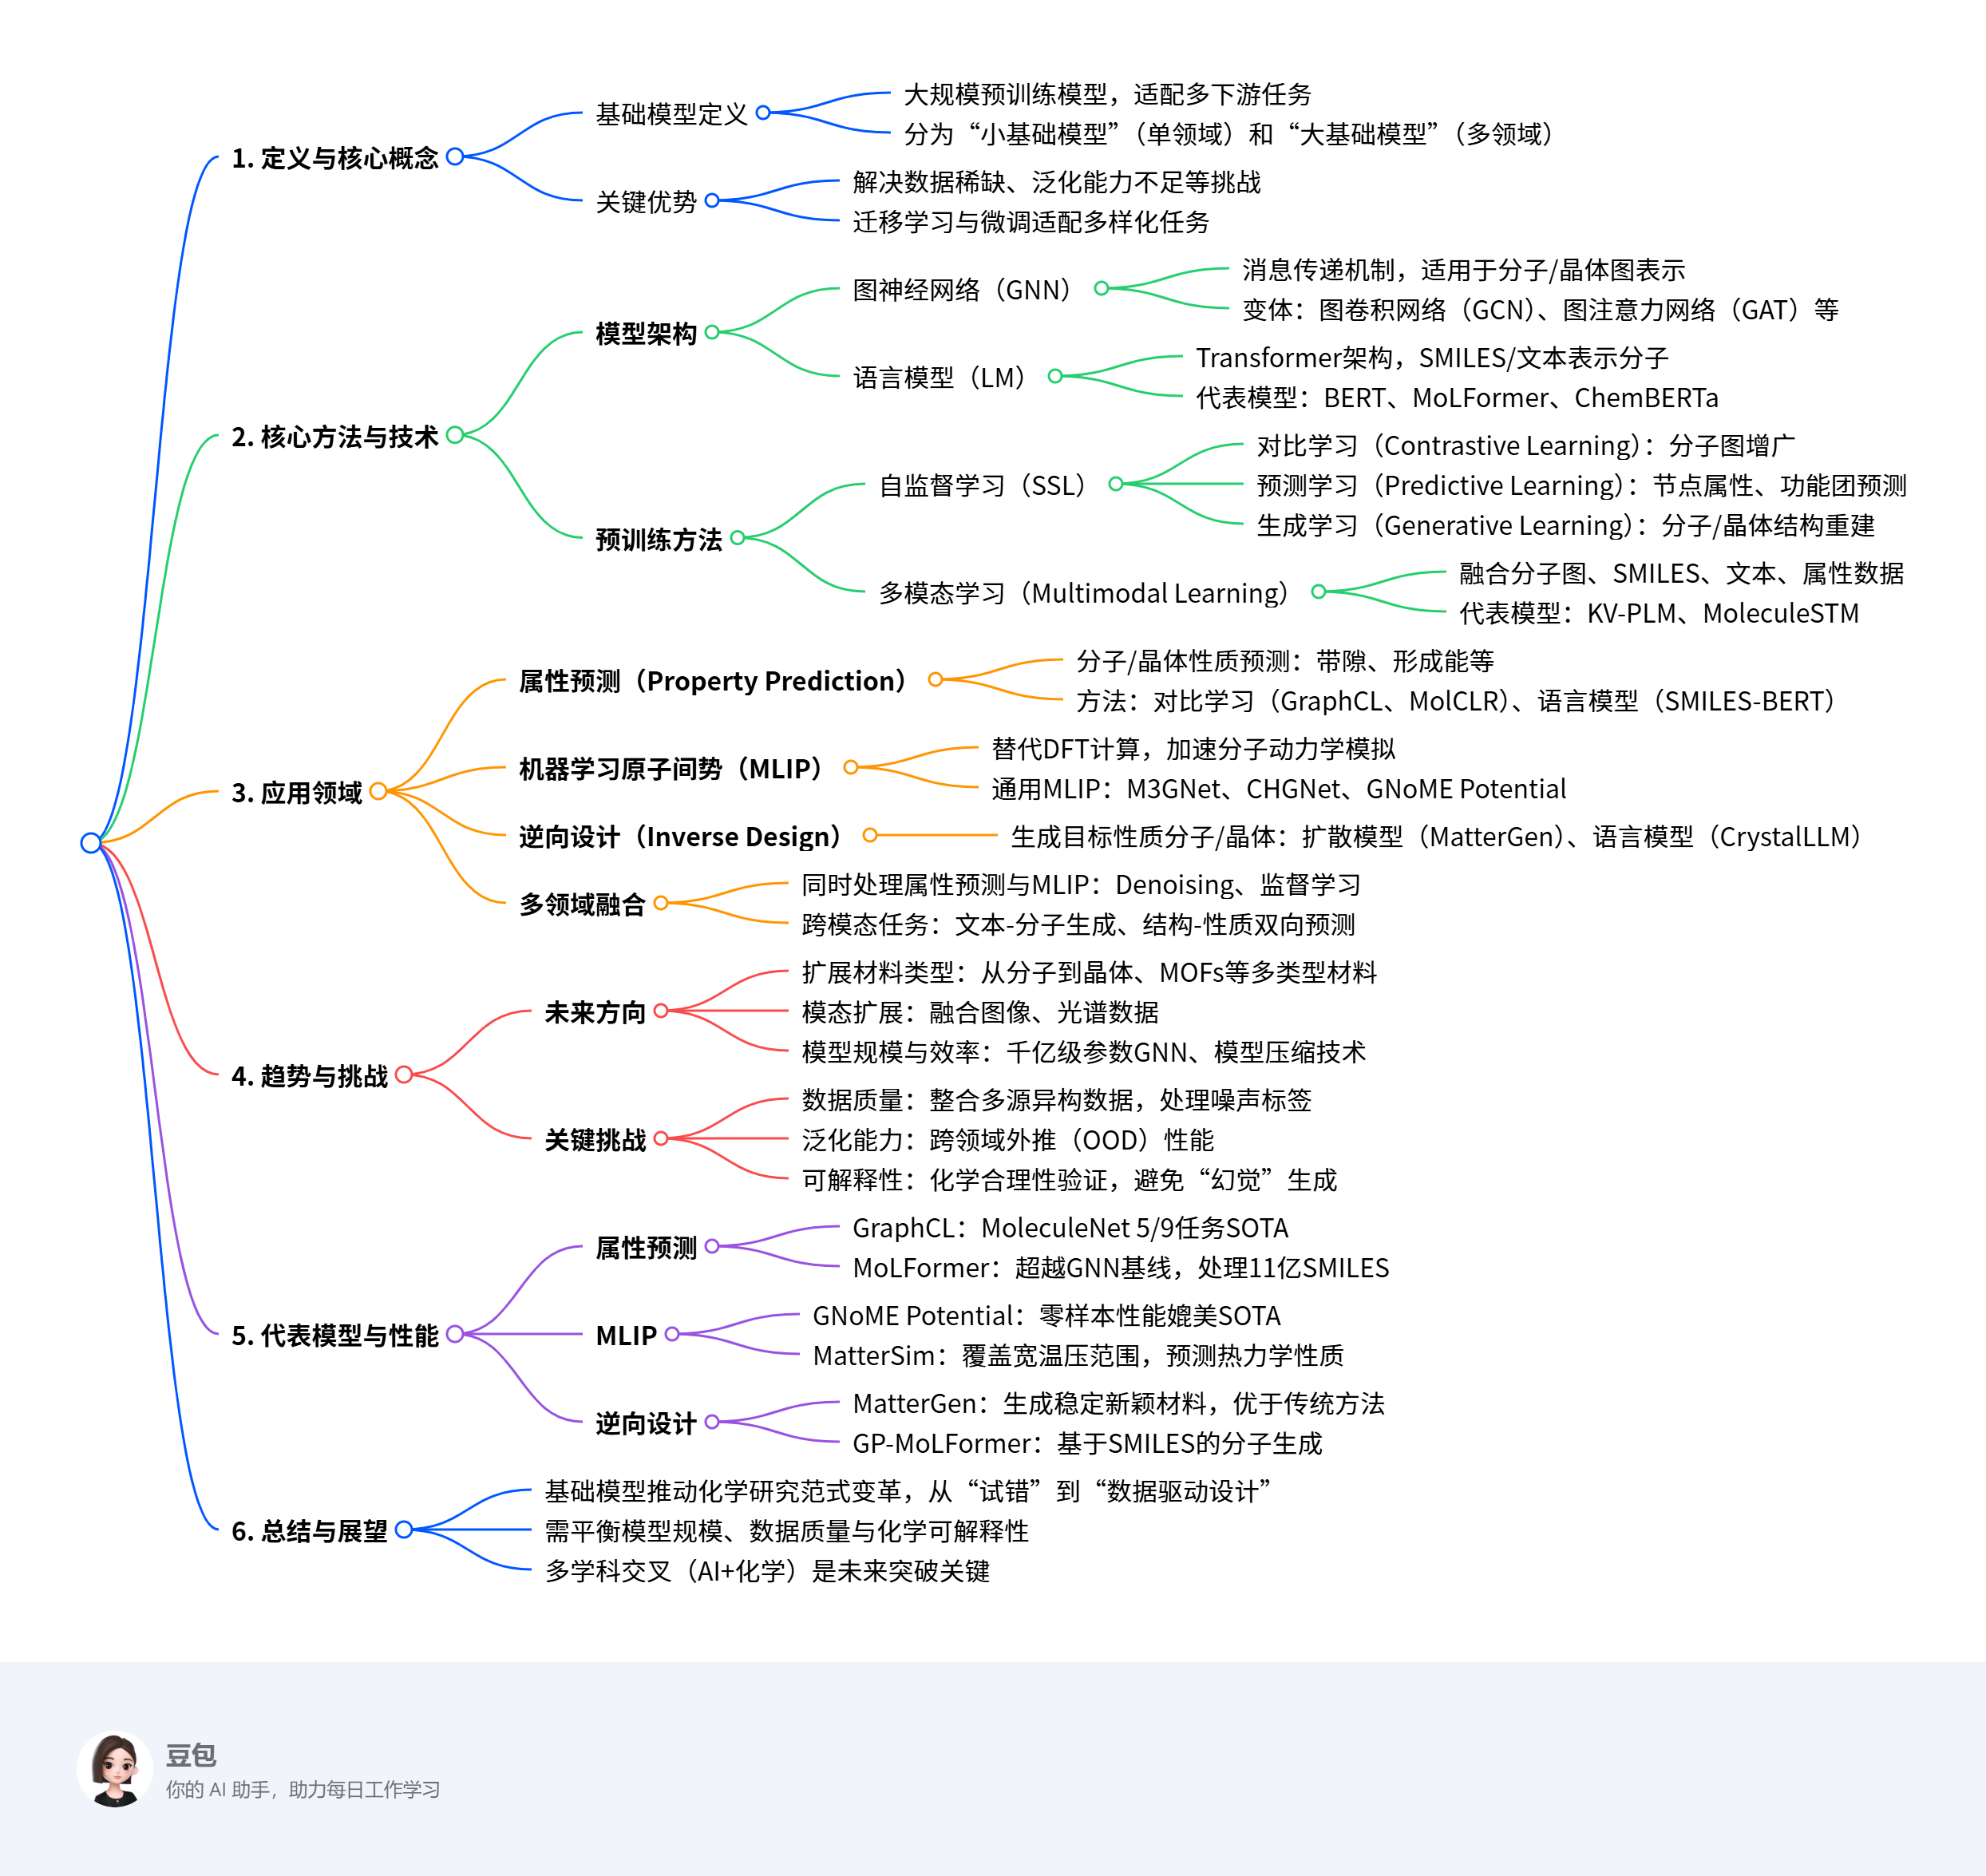 1. 定义与核心概念
基础模型定义
大规模预训练模型，适配多下游任务
分为“小基础模型”（单领域）和“大基础模型”（多领域）
关键优势
解决数据稀缺、泛化能力不足等挑战
迁移学习与微调适配多样化任务
2. 核心方法与技术
模型架构
图神经网络（GNN）
消息传递机制，适用于分子/晶体图表示
变体：图卷积网络（GCN）、图注意力网络（GAT）等
语言模型（LM）
Transformer架构，SMILES/文本表示分子
代表模型：BERT、MoLFormer、ChemBERTa
预训练方法
自监督学习（SSL）
对比学习（Contrastive Learning）：分子图增广
预测学习（Predictive Learning）：节点属性、功能团预测
生成学习（Generative Learning）：分子/晶体结构重建
多模态学习（Multimodal Learning）
融合分子图、SMILES、文本、属性数据
代表模型：KV-PLM、MoleculeSTM
3. 应用领域
属性预测（Property Prediction）
分子/晶体性质预测：带隙、形成能等
方法：对比学习（GraphCL、MolCLR）、语言模型（SMILES-BERT）
机器学习原子间势（MLIP）
替代DFT计算，加速分子动力学模拟
通用MLIP：M3GNet、CHGNet、GNoME Potential
逆向设计（Inverse Design）
生成目标性质分子/晶体：扩散模型（MatterGen）、语言模型（CrystalLLM）
多领域融合
同时处理属性预测与MLIP：Denoising、监督学习
跨模态任务：文本-分子生成、结构-性质双向预测
4. 趋势与挑战
未来方向
扩展材料类型：从分子到晶体、MOFs等多类型材料
模态扩展：融合图像、光谱数据
模型规模与效率：千亿级参数GNN、模型压缩技术
关键挑战
数据质量：整合多源异构数据，处理噪声标签
泛化能力：跨领域外推（OOD）性能
可解释性：化学合理性验证，避免“幻觉”生成
5. 代表模型与性能
属性预测
GraphCL：MoleculeNet 5/9任务SOTA
MoLFormer：超越GNN基线，处理11亿SMILES
MLIP
GNoME Potential：零样本性能媲美SOTA
MatterSim：覆盖宽温压范围，预测热力学性质
逆向设计
MatterGen：生成稳定新颖材料，优于传统方法
GP-MoLFormer：基于SMILES的分子生成
6. 总结与展望
基础模型推动化学研究范式变革，从“试错”到“数据驱动设计”
需平衡模型规模、数据质量与化学可解释性
多学科交叉（AI+化学）是未来突破关键
豆包
你的 AI 助手，助力每日工作学习